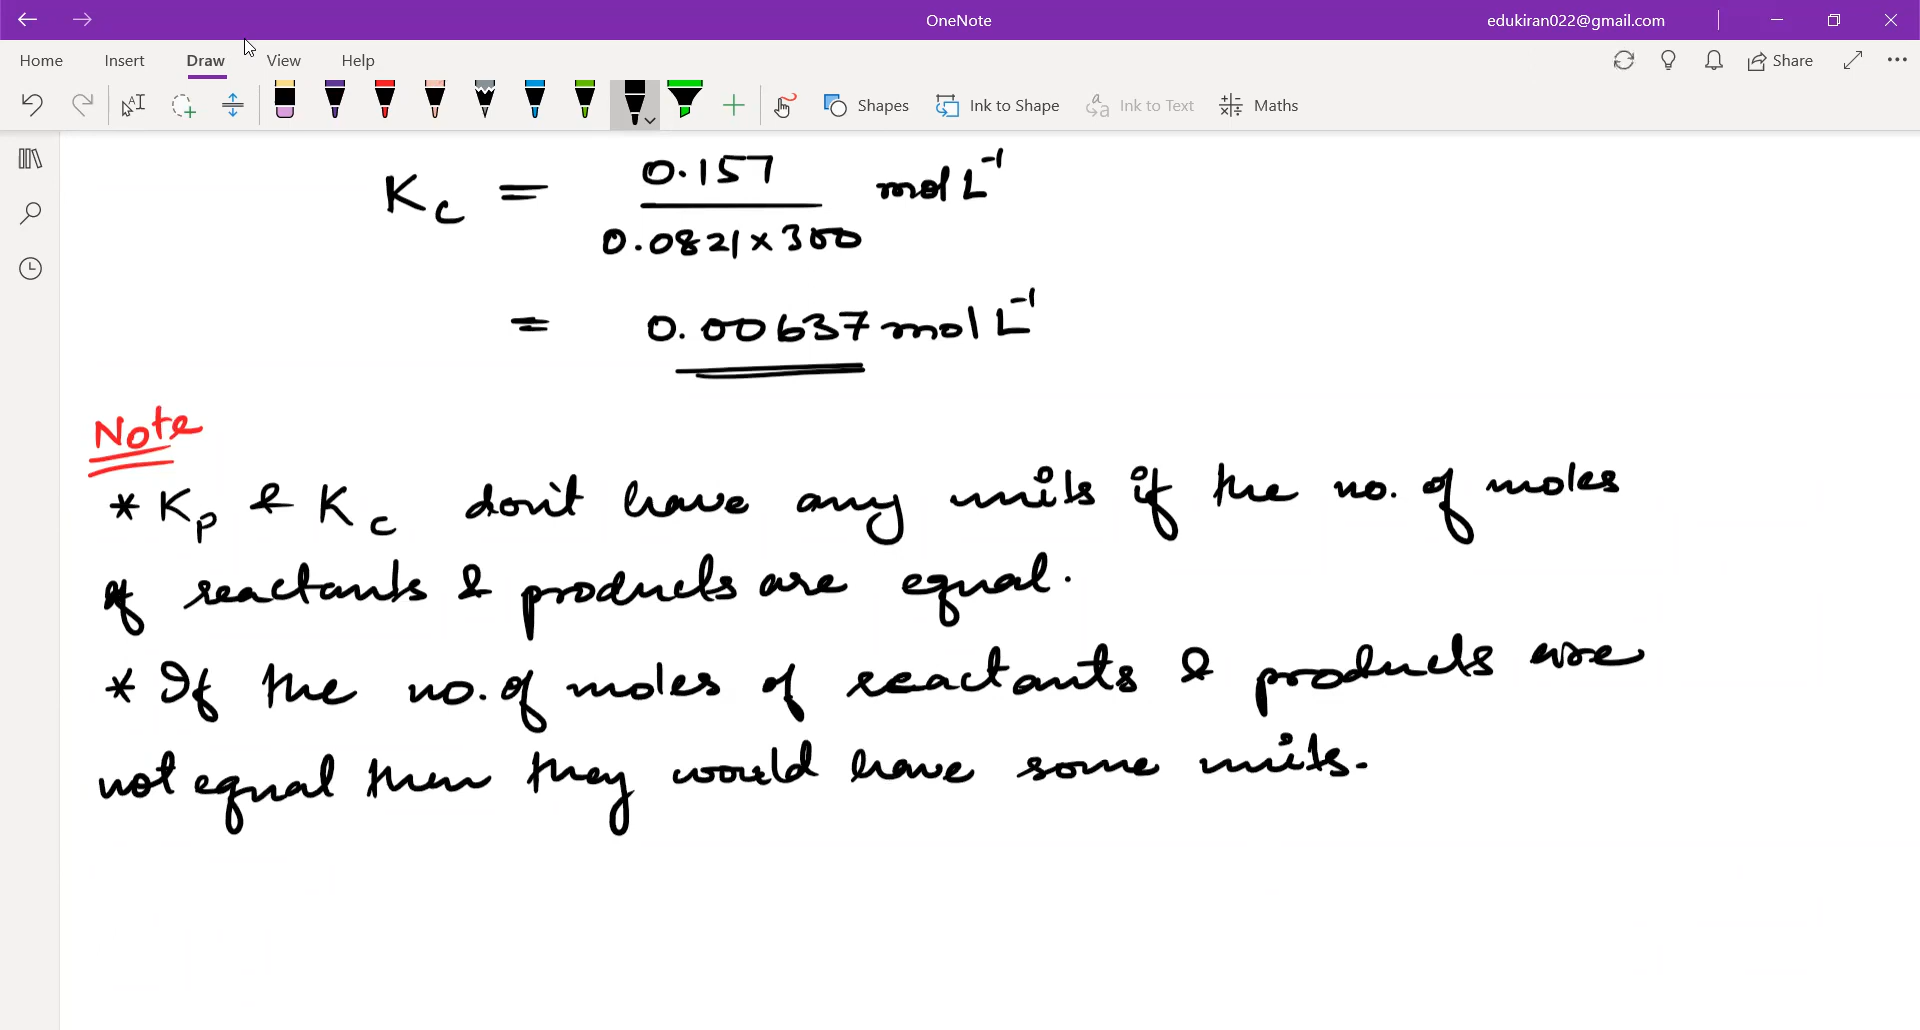 OneNote
edukiran022@gmail.com
Home Insert Draw View Help
Share
Shapes Ink to Shape Ink to Text Maths
Kc = 0.157 / 0.0821 x 300 mol L⁻¹
= 0.00637 mol L⁻¹
Note
* Kp & Kc don't have any units if the no. of moles
of reactants & products are equal.
* If the no. of moles of reactants & products are
not equal then they would have some units.